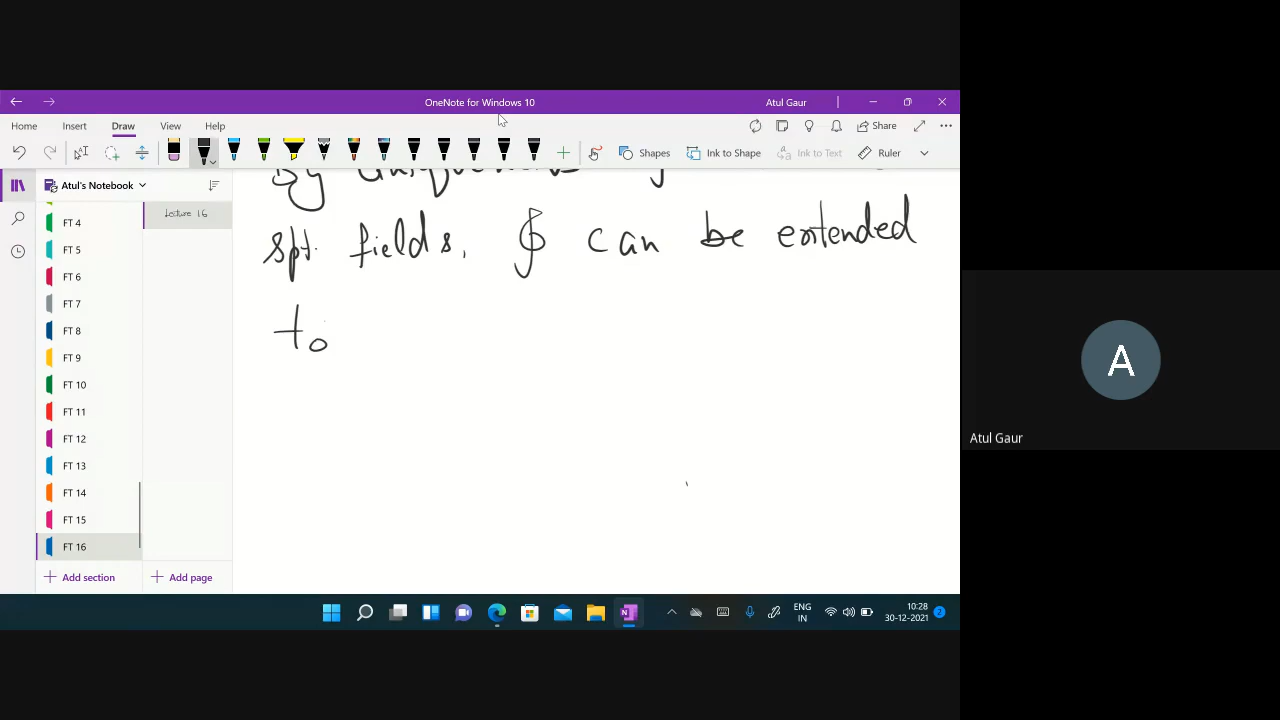 OneNote for Windows 10
Atul Gaur
Home Insert Draw View Help
Share
Shapes Ink to Shape Ink to Text Ruler
Atul's Notebook
Lecture 16
FT 4
FT 5
FT 6
FT 7
FT 8
FT 9
FT 10
FT 11
FT 12
FT 13
FT 14
FT 15
FT 16
Add section Add page
By uniqueness
spt. fields, ϕ can be extended
to
A
Atul Gaur
ENG
IN
10:28
30-12-2021
2